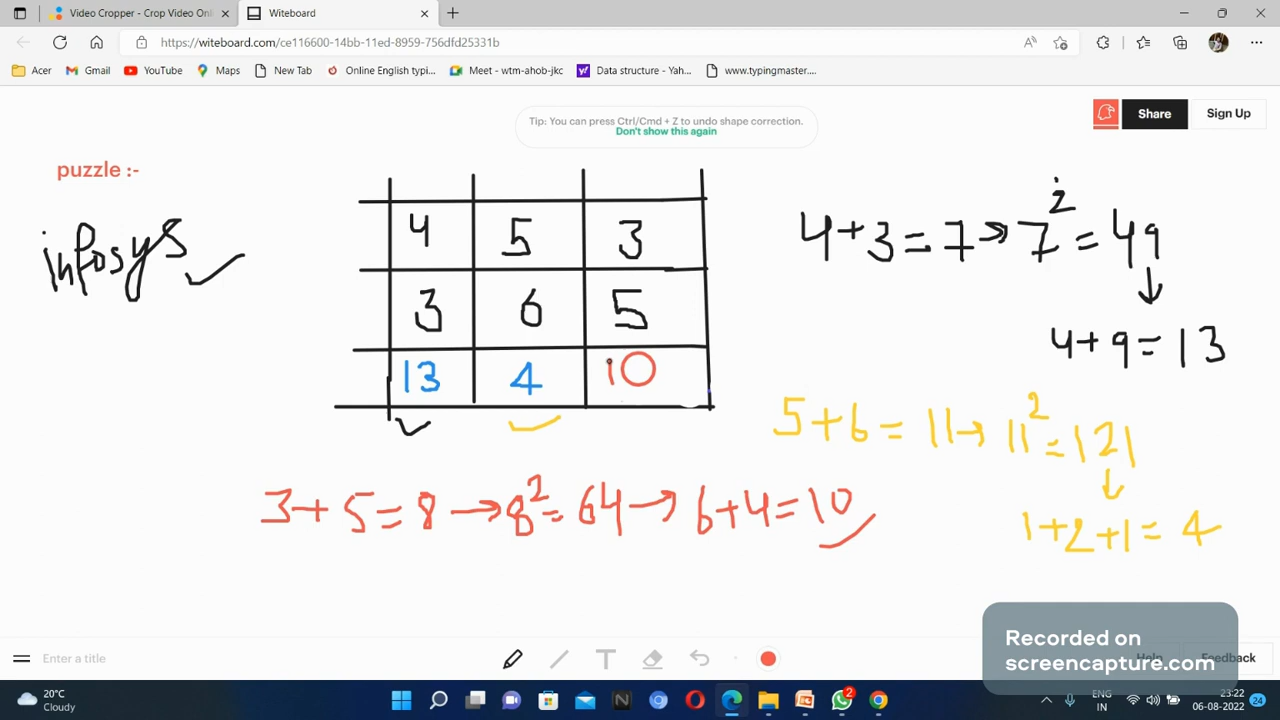 Video Cropper - Crop Video Onl
Witeboard
https://witeboard.com/ce116600-14bb-11ed-8959-756dfd25331b
Acer
Gmail
YouTube
Maps
New Tab
Online English typi...
Meet - wtm-ahob-jkc
Data structure - Yah...
www.typingmaster....
Tip: You can press Ctrl/Cmd + Z to undo shape correction.
Don't show this again
Share
Sign Up
puzzle :-
infosys
4 5 3
3 6 5
13 4 10
4+3=7→7²=49
4+9=13
5+6=11→11²=121
1+2+1=4
3+5=8→8²=64→6+4=10
Recorded on
screencapture.com
Help
Feedback
Enter a title
20°C
Cloudy
2
ENG
IN
23:22
06-08-2022
24